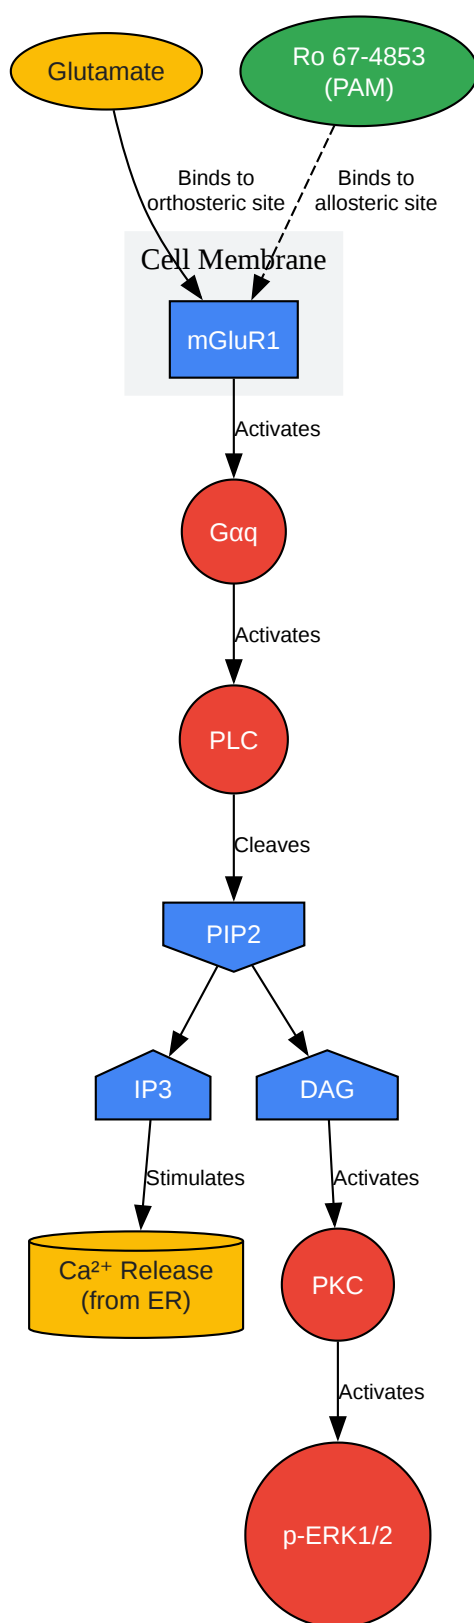 Glutamate
Ro 67-4853
(PAM)
Binds to
orthosteric site
Binds to
allosteric site
Cell Membrane
mGluR1
Activates
Gαq
Activates
PLC
Cleaves
PIP2
IP3
DAG
Stimulates
Activates
Ca²⁺ Release
(from ER)
PKC
Activates
p-ERK1/2